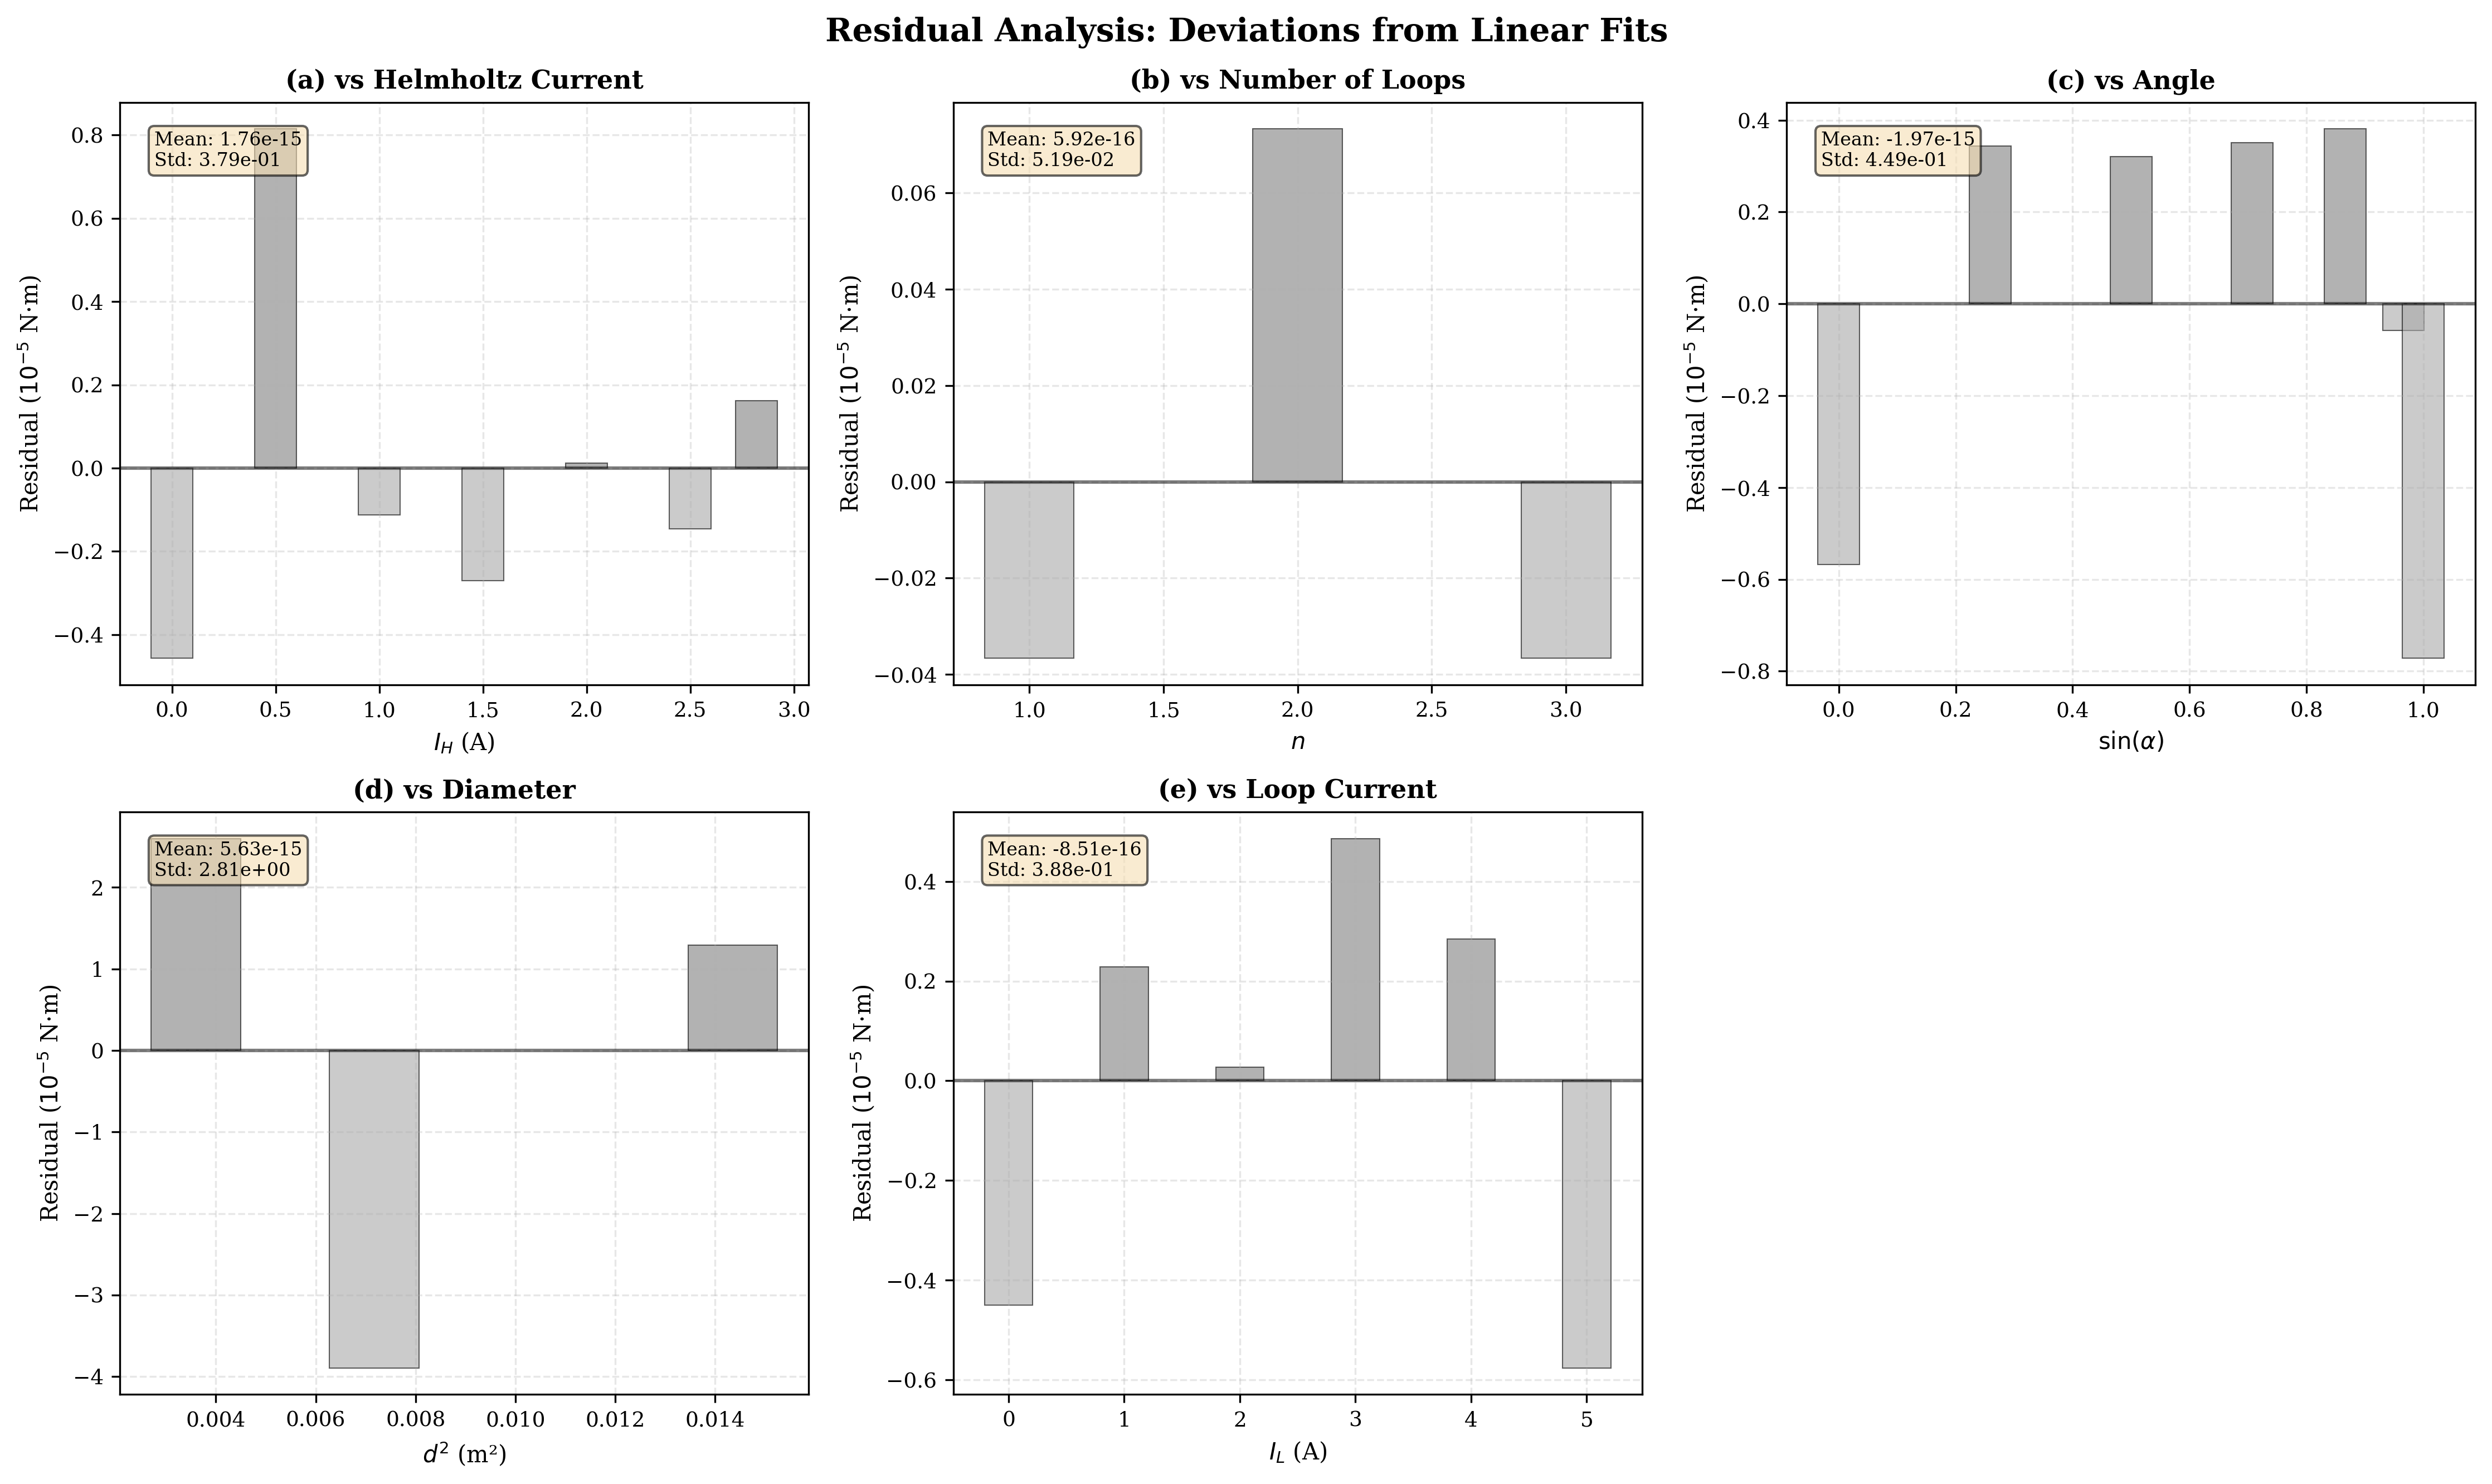 Residual Analysis: Deviations from Linear Fits
(a) vs Helmholtz Current
Mean: 1.76e-15
Std: 3.79e-01
Residual (10⁻⁵ N·m)
0.8
0.6
0.4
0.2
0.0
−0.2
−0.4
0.0 0.5 1.0 1.5 2.0 2.5 3.0
I_H (A)
(b) vs Number of Loops
Mean: 5.92e-16
Std: 5.19e-02
Residual (10⁻⁵ N·m)
0.06
0.04
0.02
0.00
−0.02
−0.04
1.0 1.5 2.0 2.5 3.0
n
(c) vs Angle
Mean: -1.97e-15
Std: 4.49e-01
Residual (10⁻⁵ N·m)
0.4
0.2
0.0
−0.2
−0.4
−0.6
−0.8
0.0 0.2 0.4 0.6 0.8 1.0
sin(α)
(d) vs Diameter
Mean: 5.63e-15
Std: 2.81e+00
Residual (10⁻⁵ N·m)
2
1
0
−1
−2
−3
−4
0.004 0.006 0.008 0.010 0.012 0.014
d² (m²)
(e) vs Loop Current
Mean: -8.51e-16
Std: 3.88e-01
Residual (10⁻⁵ N·m)
0.4
0.2
0.0
−0.2
−0.4
−0.6
0 1 2 3 4 5
I_L (A)